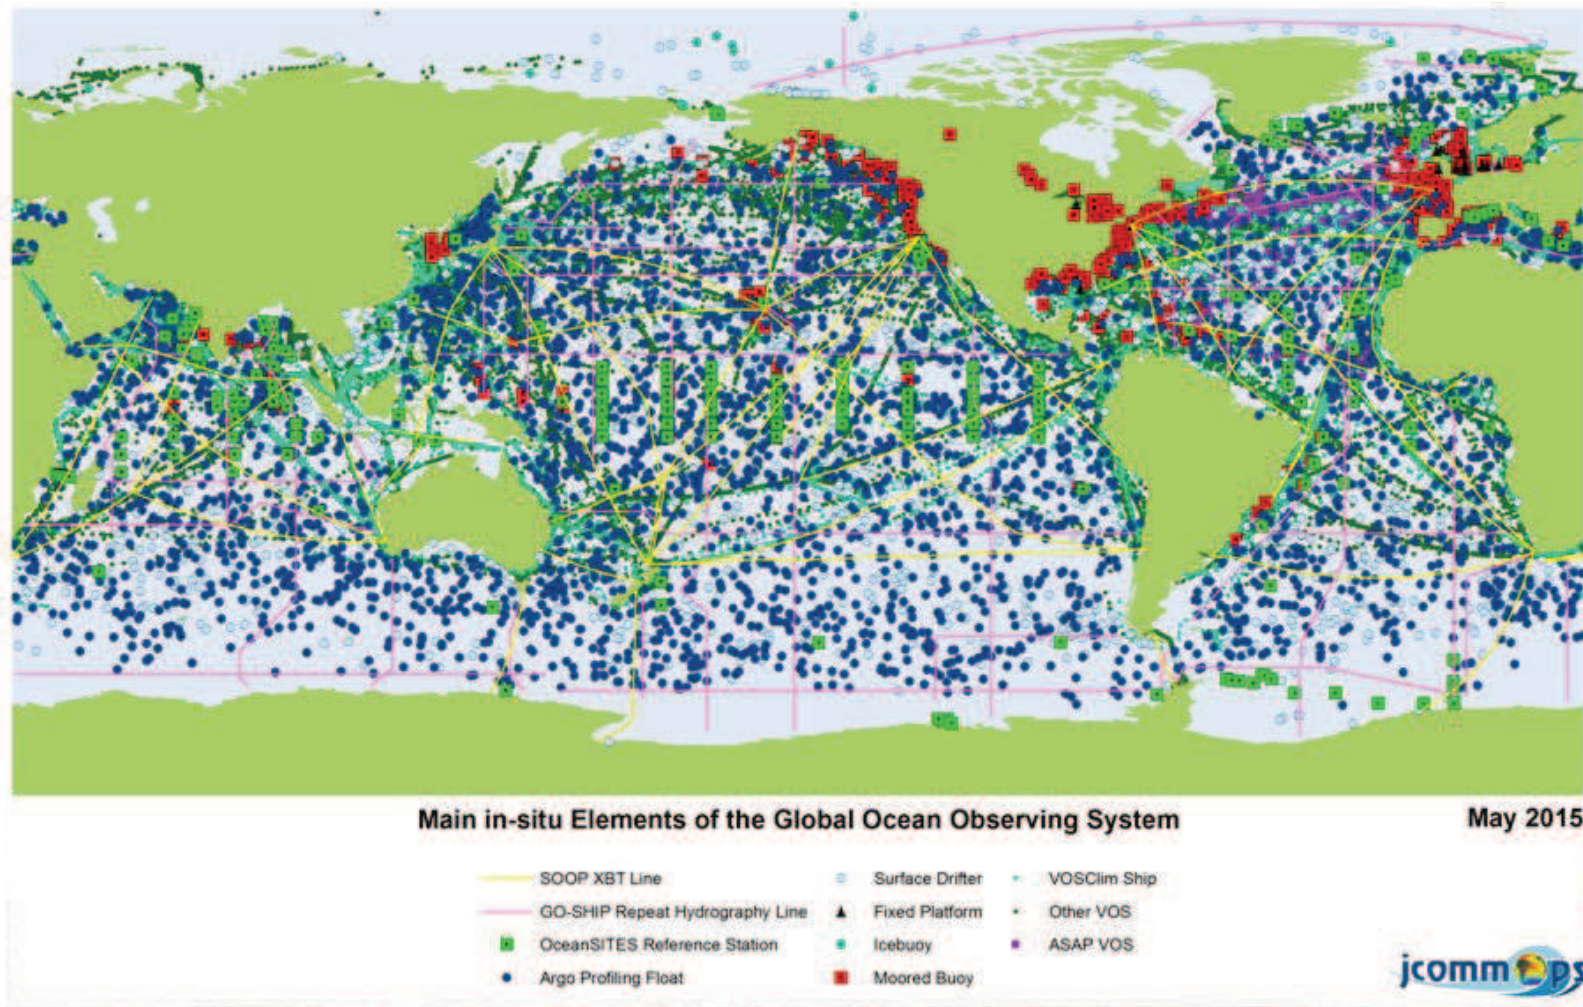 Main in-situ Elements of the Global Ocean Observing System
May 2015
SOOP XBT Line
GO-SHIP Repeat Hydrography Line
OceanSITES Reference Station
Argo Profiling Float
Surface Drifter
Fixed Platform
Icebuoy
Moored Buoy
VOSClim Ship
Other VOS
ASAP VOS
jcommops